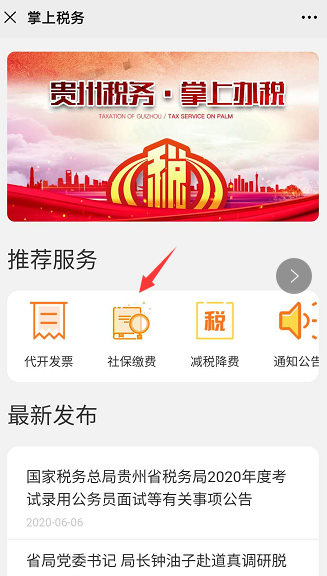 掌上税务
贵州税务·掌上办税
TAXATION OF GUIZHOU / TAX SERVICE ON PALM
税
推荐服务
代开发票
社保缴费
税
减税降费
通知公告
最新发布
国家税务总局贵州省税务局2020年度考
试录用公务员面试等有关事项公告
2020-06-06
省局党委书记 局长钟油子赴道真调研脱